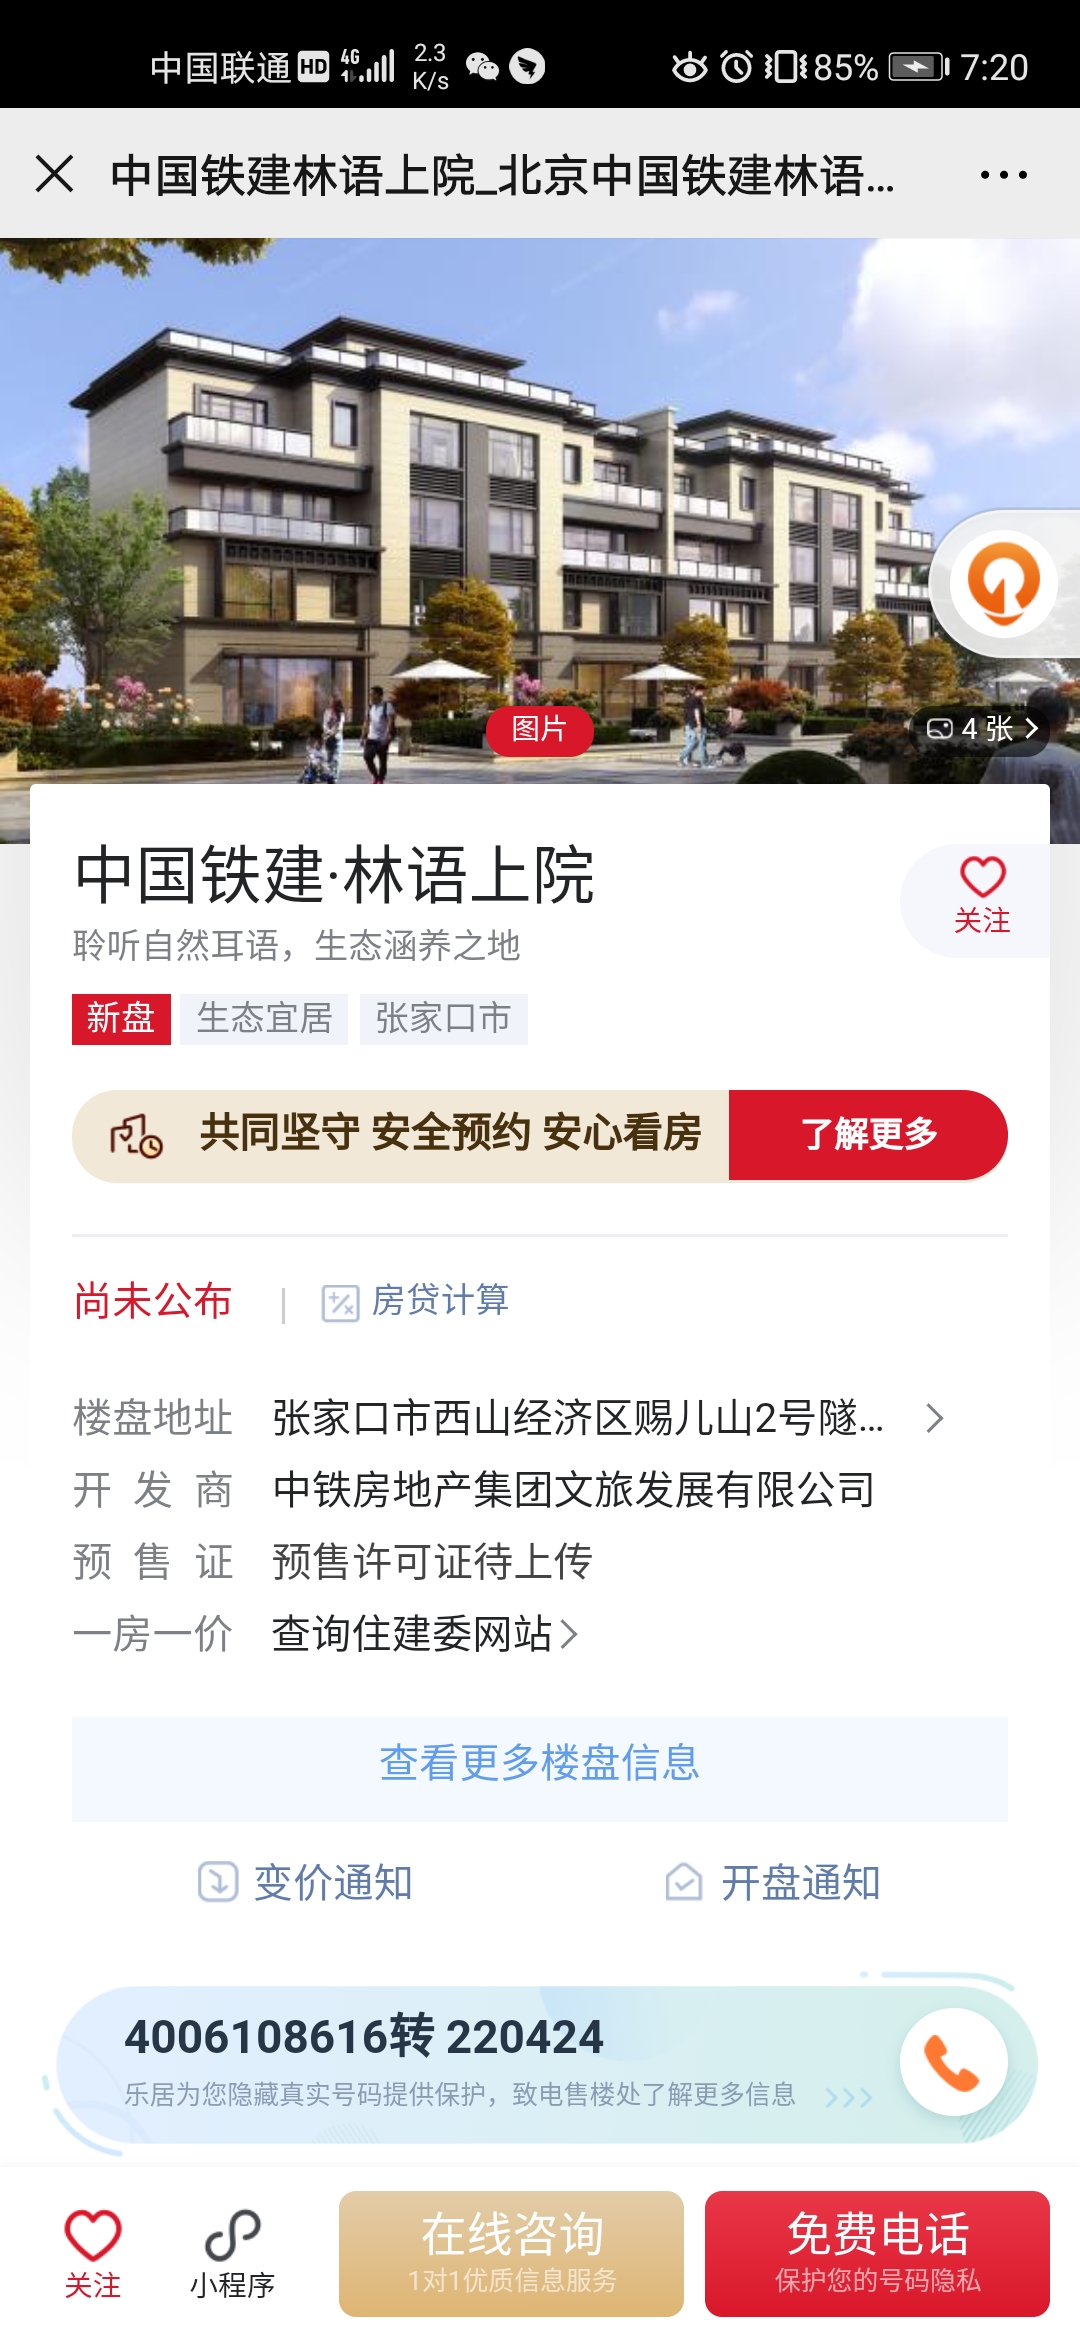 中国联通 HD 4G 2.3 K/s 85% 7:20
中国铁建林语上院_北京中国铁建林语...
图片
4 张
中国铁建·林语上院
关注
聆听自然耳语，生态涵养之地
新盘 生态宜居 张家口市
共同坚守 安全预约 安心看房 了解更多
尚未公布 | 房贷计算
楼盘地址 张家口市西山经济区赐儿山2号隧...
开发商 中铁房地产集团文旅发展有限公司
预售证 预售许可证待上传
一房一价 查询住建委网站
查看更多楼盘信息
变价通知 开盘通知
4006108616转 220424
乐居为您隐藏真实号码提供保护，致电售楼处了解更多信息
关注 小程序 在线咨询 免费电话
1对1优质信息服务 保护您的号码隐私